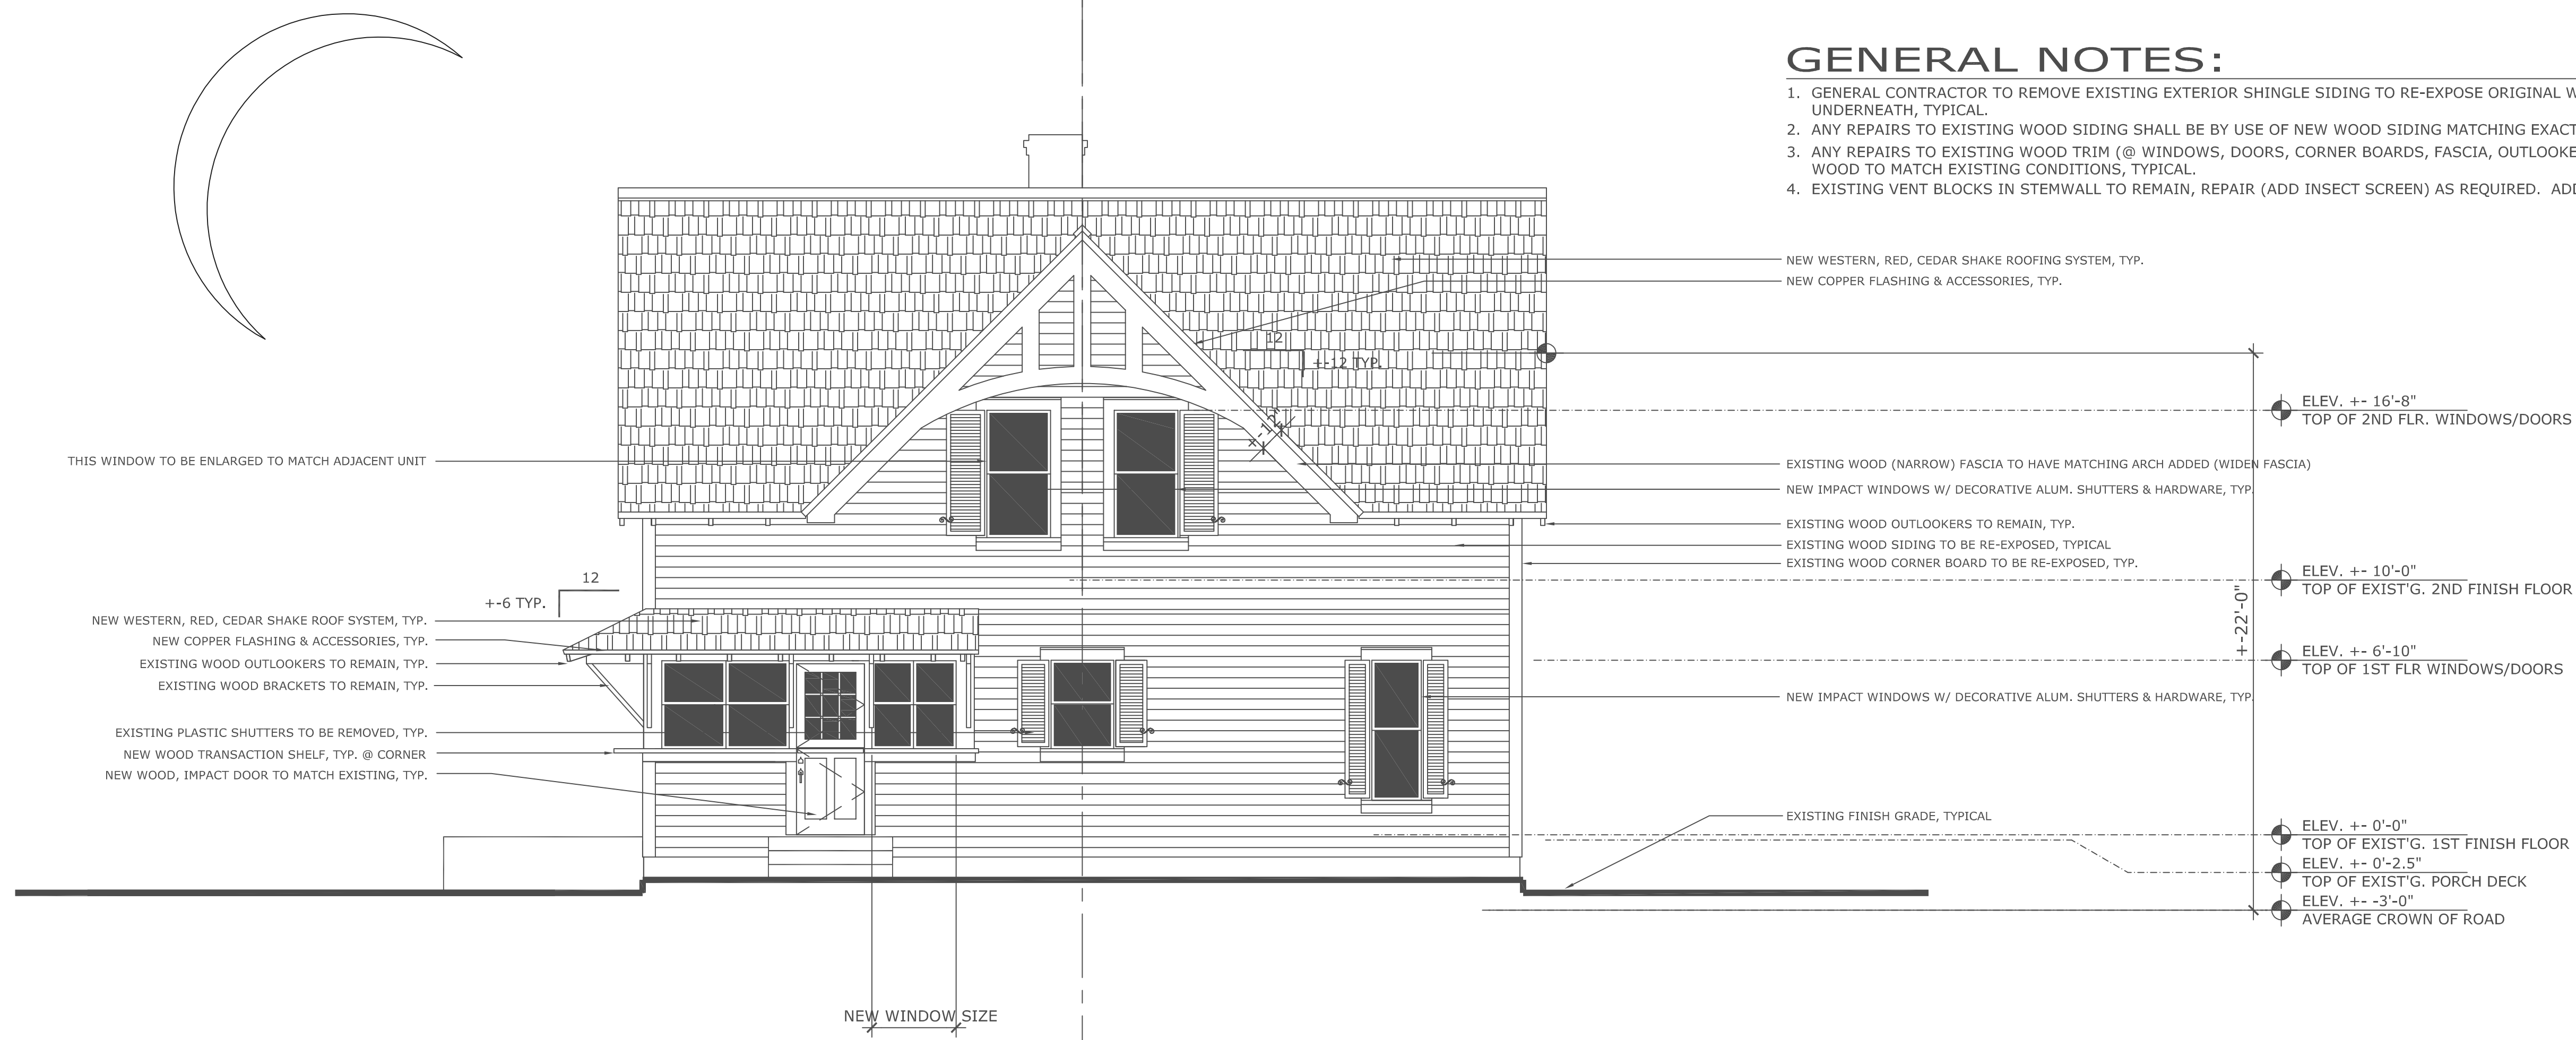 GENERAL NOTES:
1. GENERAL CONTRACTOR TO REMOVE EXISTING EXTERIOR SHINGLE SIDING TO RE-EXPOSE ORIGINAL W
UNDERNEATH, TYPICAL.
2. ANY REPAIRS TO EXISTING WOOD SIDING SHALL BE BY USE OF NEW WOOD SIDING MATCHING EXACT
3. ANY REPAIRS TO EXISTING WOOD TRIM (@ WINDOWS, DOORS, CORNER BOARDS, FASCIA, OUTLOOKE
WOOD TO MATCH EXISTING CONDITIONS, TYPICAL.
4. EXISTING VENT BLOCKS IN STEMWALL TO REMAIN, REPAIR (ADD INSECT SCREEN) AS REQUIRED. ADD
NEW WESTERN, RED, CEDAR SHAKE ROOFING SYSTEM, TYP.
NEW COPPER FLASHING & ACCESSORIES, TYP.
12
+-12 TYP.
+-12"
ELEV. +- 16'-8"
TOP OF 2ND FLR. WINDOWS/DOORS
THIS WINDOW TO BE ENLARGED TO MATCH ADJACENT UNIT
EXISTING WOOD (NARROW) FASCIA TO HAVE MATCHING ARCH ADDED (WIDEN FASCIA)
NEW IMPACT WINDOWS W/ DECORATIVE ALUM. SHUTTERS & HARDWARE, TYP.
EXISTING WOOD OUTLOOKERS TO REMAIN, TYP.
EXISTING WOOD SIDING TO BE RE-EXPOSED, TYPICAL
EXISTING WOOD CORNER BOARD TO BE RE-EXPOSED, TYP.
ELEV. +- 10'-0"
TOP OF EXIST'G. 2ND FINISH FLOOR
12
+-6 TYP.
+-22'-0"
NEW WESTERN, RED, CEDAR SHAKE ROOF SYSTEM, TYP.
NEW COPPER FLASHING & ACCESSORIES, TYP.
EXISTING WOOD OUTLOOKERS TO REMAIN, TYP.
EXISTING WOOD BRACKETS TO REMAIN, TYP.
ELEV. +- 6'-10"
TOP OF 1ST FLR WINDOWS/DOORS
NEW IMPACT WINDOWS W/ DECORATIVE ALUM. SHUTTERS & HARDWARE, TYP.
EXISTING PLASTIC SHUTTERS TO BE REMOVED, TYP.
NEW WOOD TRANSACTION SHELF, TYP. @ CORNER
NEW WOOD, IMPACT DOOR TO MATCH EXISTING, TYP.
EXISTING FINISH GRADE, TYPICAL
ELEV. +- 0'-0"
TOP OF EXIST'G. 1ST FINISH FLOOR
ELEV. +- 0'-2.5"
TOP OF EXIST'G. PORCH DECK
ELEV. +- -3'-0"
AVERAGE CROWN OF ROAD
NEW WINDOW SIZE